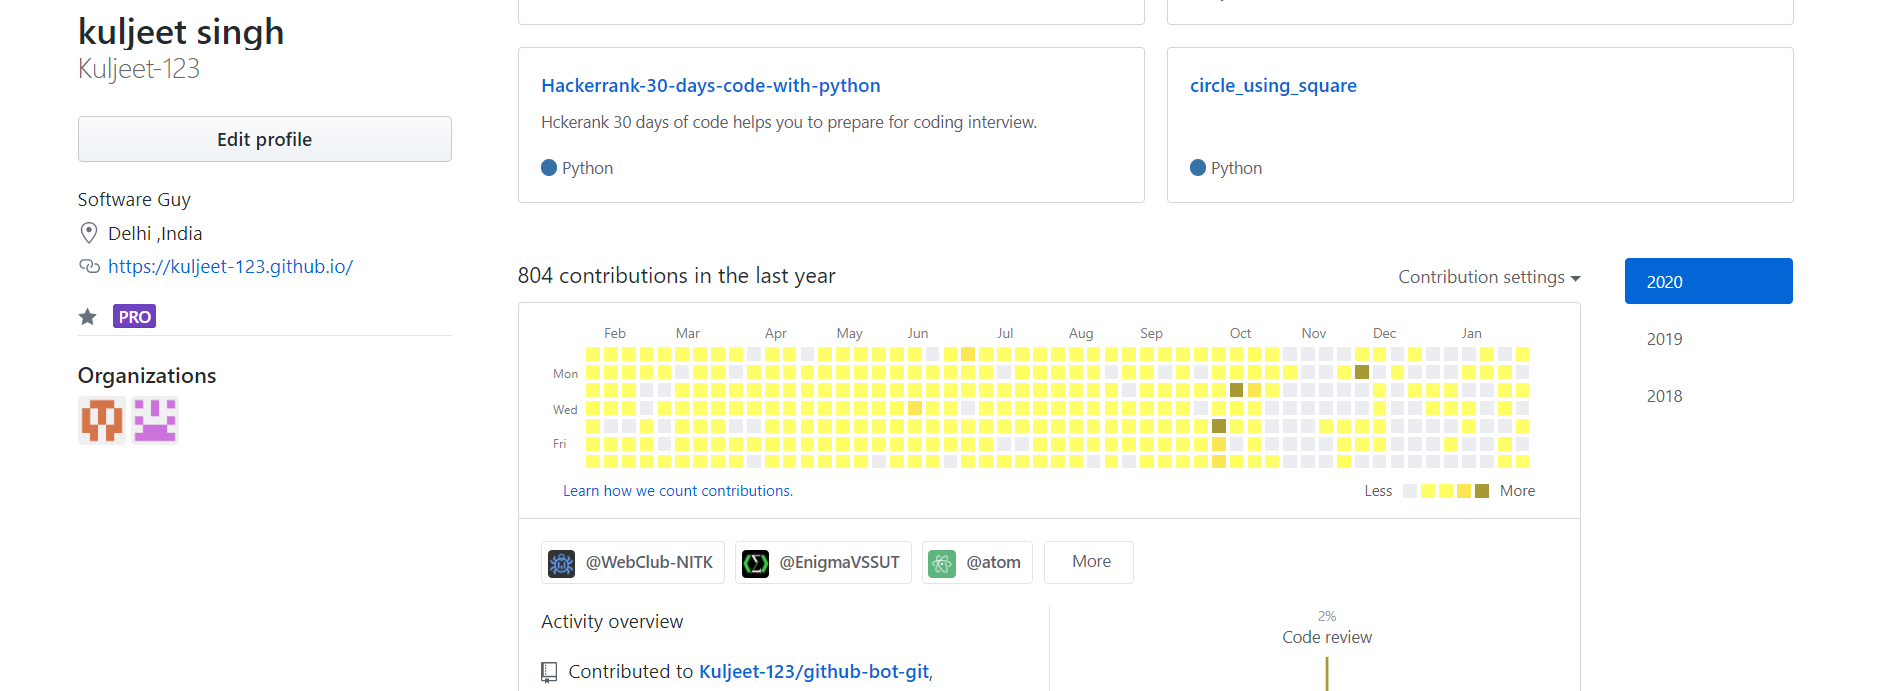 kuljeet singh
Kuljeet-123
Edit profile
Software Guy
Delhi ,India
https://kuljeet-123.github.io/
PRO
Organizations
Hackerrank-30-days-code-with-python
Hckerank 30 days of code helps you to prepare for coding interview.
Python
circle_using_square
Python
804 contributions in the last year
Contribution settings
2020
2019
2018
Feb Mar Apr May Jun Jul Aug Sep Oct Nov Dec Jan
Mon
Wed
Fri
Learn how we count contributions.
Less More
@WebClub-NITK
@EnigmaVSSUT
@atom
More
Activity overview
Contributed to Kuljeet-123/github-bot-git,
2%
Code review